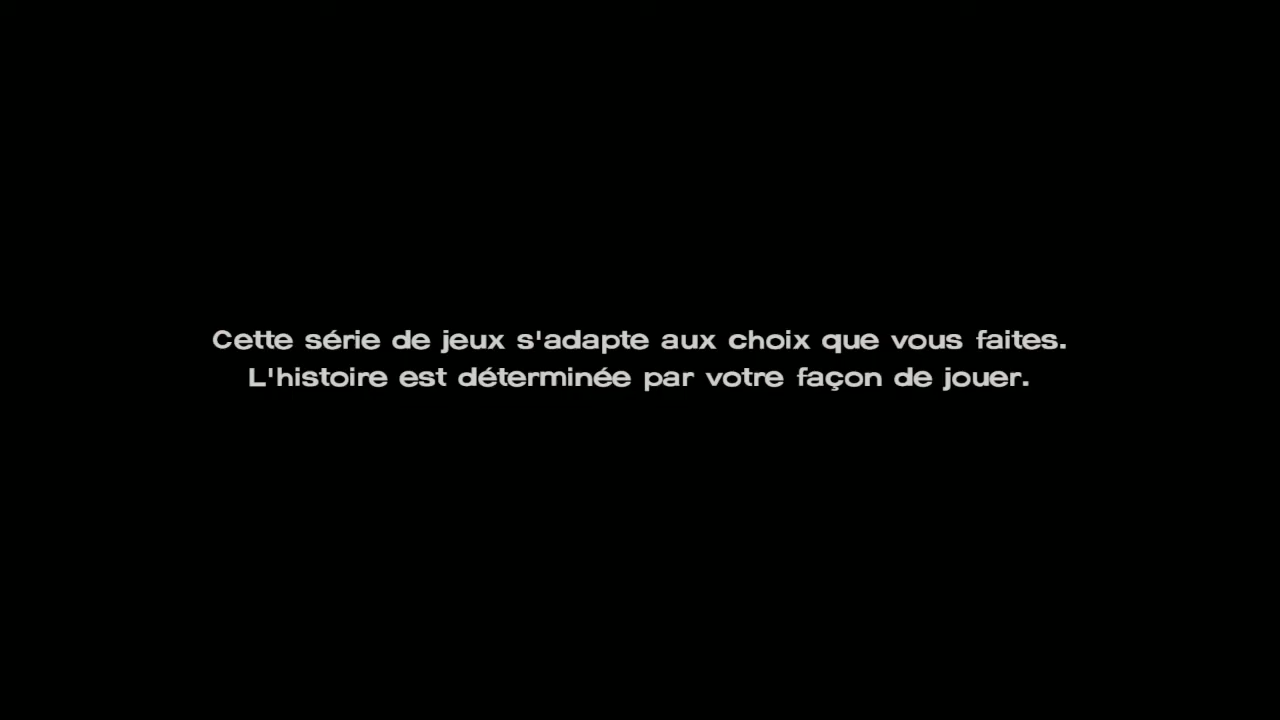 Cette série de jeux s'adapte aux choix que vous faites.
L'histoire est déterminée par votre façon de jouer.